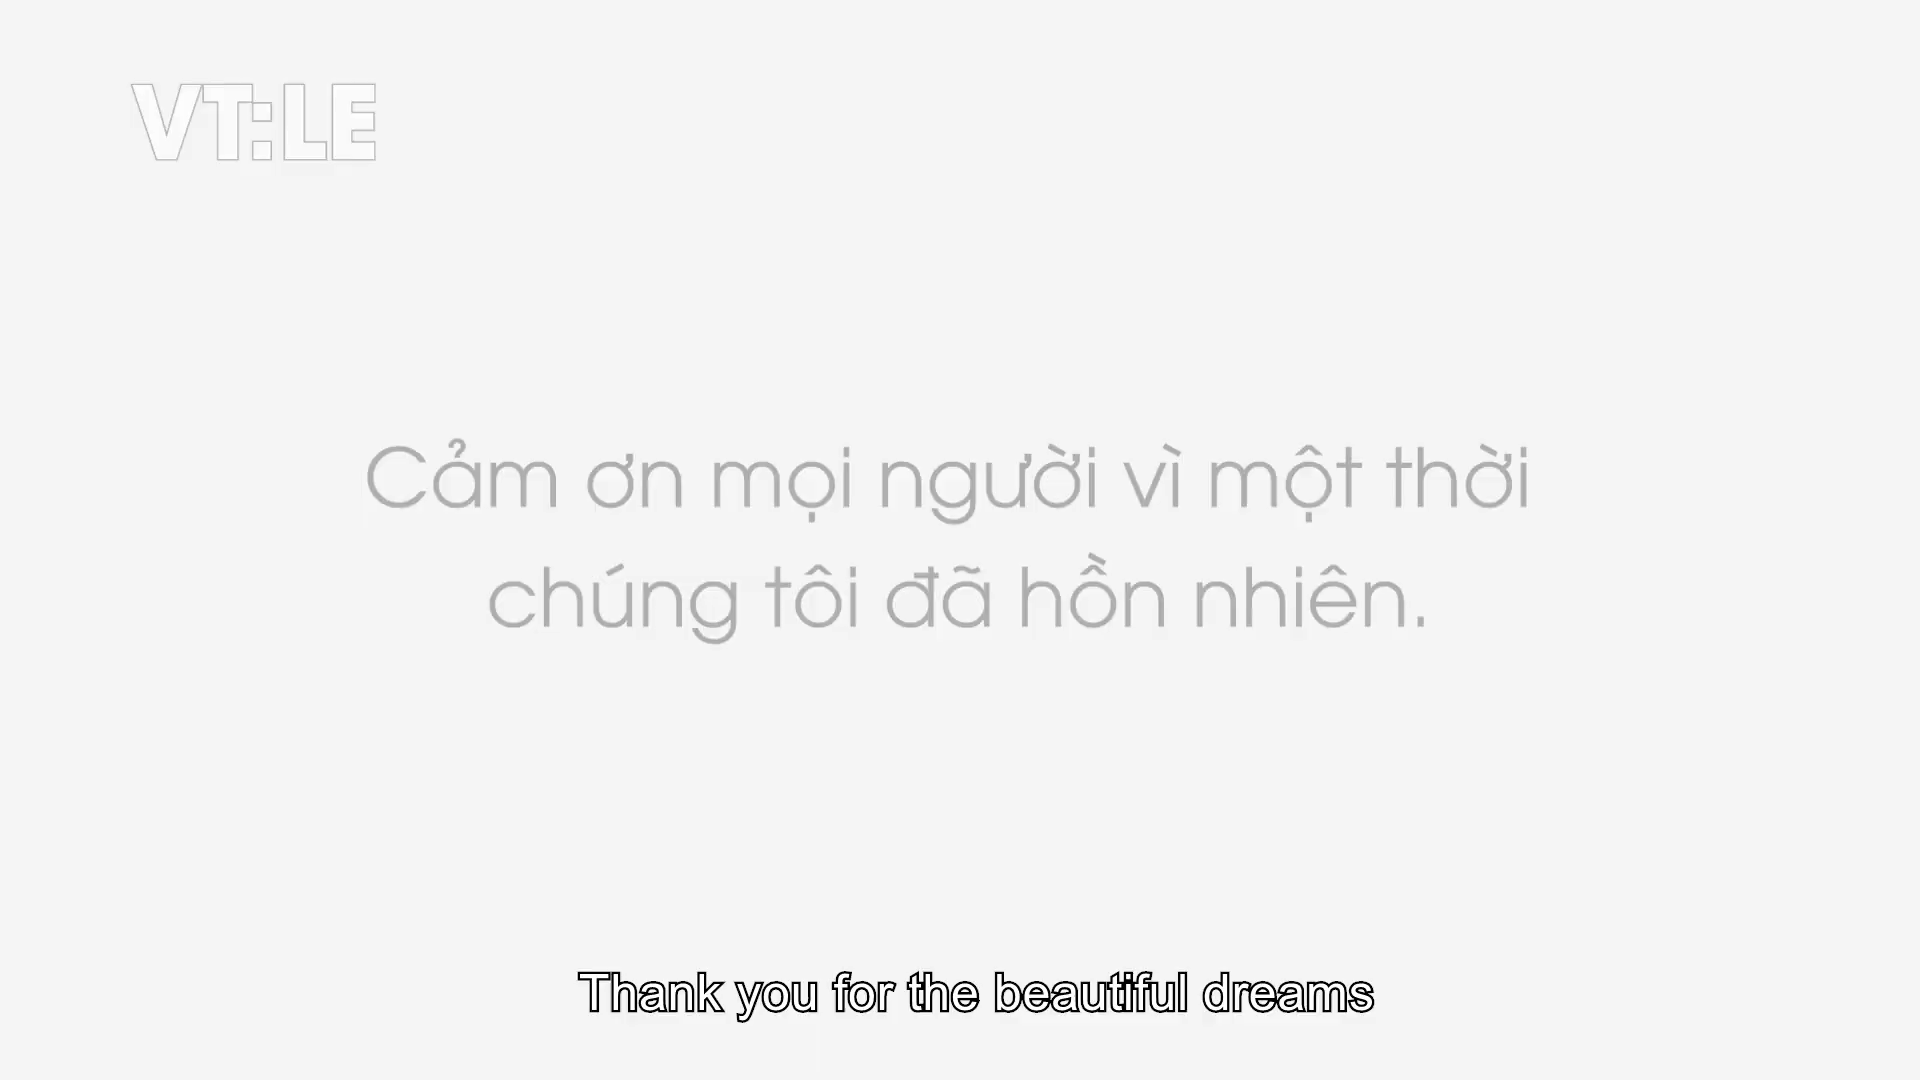 VT:LE
Cảm ơn mọi người vì một thời
chúng tôi đã hồn nhiên.
Thank you for the beautiful dreams